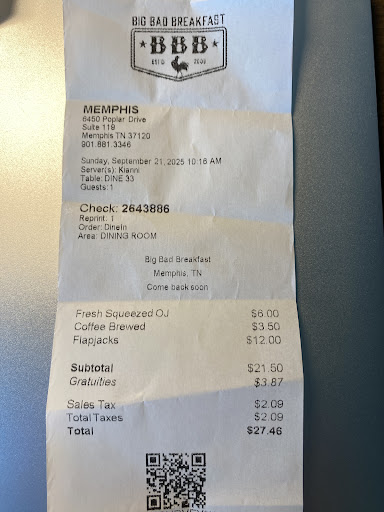 BIG BAD BREAKFAST
BBB
ESTD 2008
MEMPHIS
6450 Poplar Drive
Suite 119
Memphis TN 37120
901.881.3346
Sunday, September 21, 2025 10:16 AM
Server(s): Kianni
Table: DINE 33
Guests: 1
Check: 2643886
Reprint: 1
Order: DineIn
Area: DINING ROOM
Big Bad Breakfast
Memphis, TN
Come back soon
Fresh Squeezed OJ $6.00
Coffee Brewed $3.50
Flapjacks $12.00
Subtotal $21.50
Gratuities $3.87
Sales Tax $2.09
Total Taxes $2.09
Total $27.46